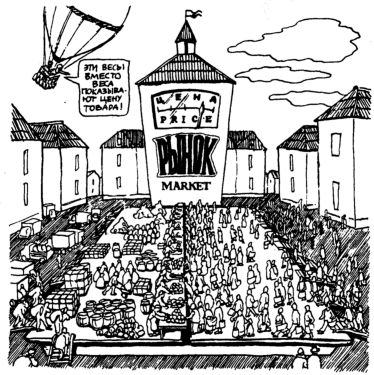 ЭТИ ВЕСЫ
ВМЕСТО
ВЕСА
ПОКАЗЫВА-
ЮТ ЦЕНУ
ТОВАРА!
ЦЕНА
PRICE
РЫНОК
MARKET